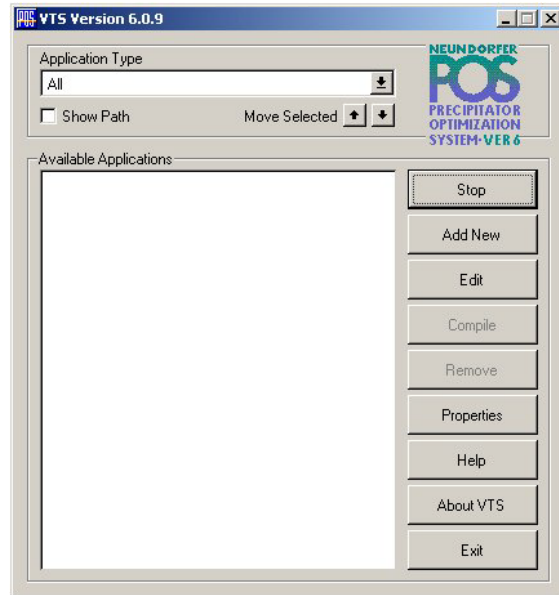 VTS Version 6.0.9
Application Type
All
Show Path
Move Selected
NEUNDORFER
POS
PRECIPITATOR
OPTIMIZATION
SYSTEM·VER 6
Available Applications
Stop
Add New
Edit
Compile
Remove
Properties
Help
About VTS
Exit